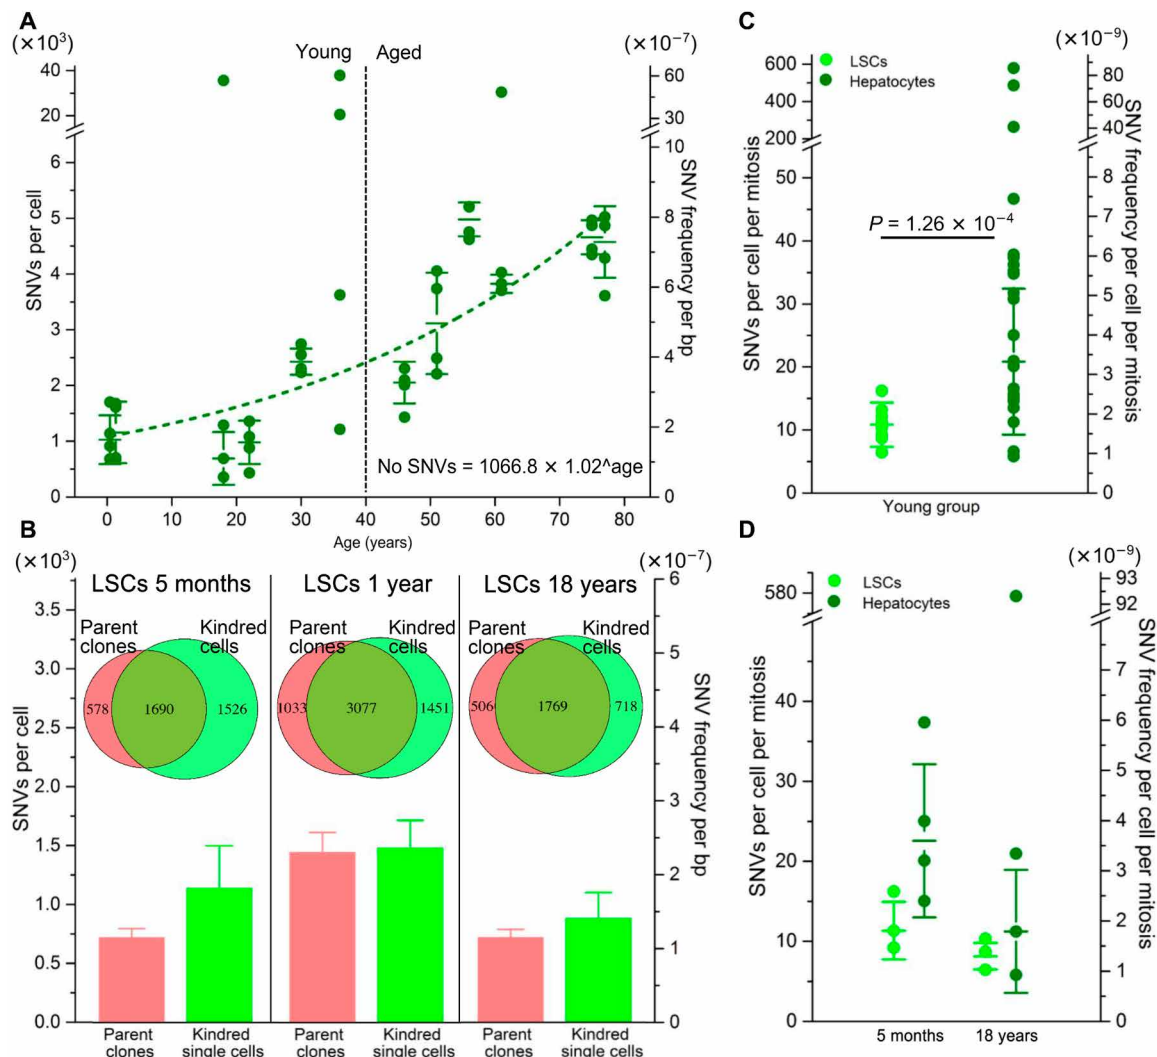 A
(×10³)
(×10⁻⁷)
Young
Aged
40
20
6
5
4
3
2
1
0
SNVs per cell
60
30
10
8
6
4
2
0
SNV frequency per bp
No SNVs = 1066.8 × 1.02^age
0
10
20
30
40
50
60
70
80
Age (years)
B
(×10³)
(×10⁻⁷)
LSCs 5 months
LSCs 1 year
LSCs 18 years
3.5
3.0
2.5
2.0
1.5
1.0
0.5
0.0
SNVs per cell
6
5
4
3
2
1
0
SNV frequency per bp
Parent
clones
Kindred
cells
578
1690
1526
Parent
clones
Kindred
cells
1033
3077
1451
Parent
clones
Kindred
cells
506
1769
718
Parent
clones
Kindred
single cells
Parent
clones
Kindred
single cells
Parent
clones
Kindred
single cells
C
(×10⁻⁹)
LSCs
Hepatocytes
600
500
400
300
200
50
40
30
20
10
0
SNVs per cell per mitosis
80
60
40
8
7
6
5
4
3
2
1
0
SNV frequency per cell per mitosis
P = 1.26 × 10⁻⁴
Young group
D
(×10⁻⁹)
LSCs
Hepatocytes
580
40
30
20
10
0
SNVs per cell per mitosis
93
92
7
6
5
4
3
2
1
0
SNV frequency per cell per mitosis
5 months
18 years